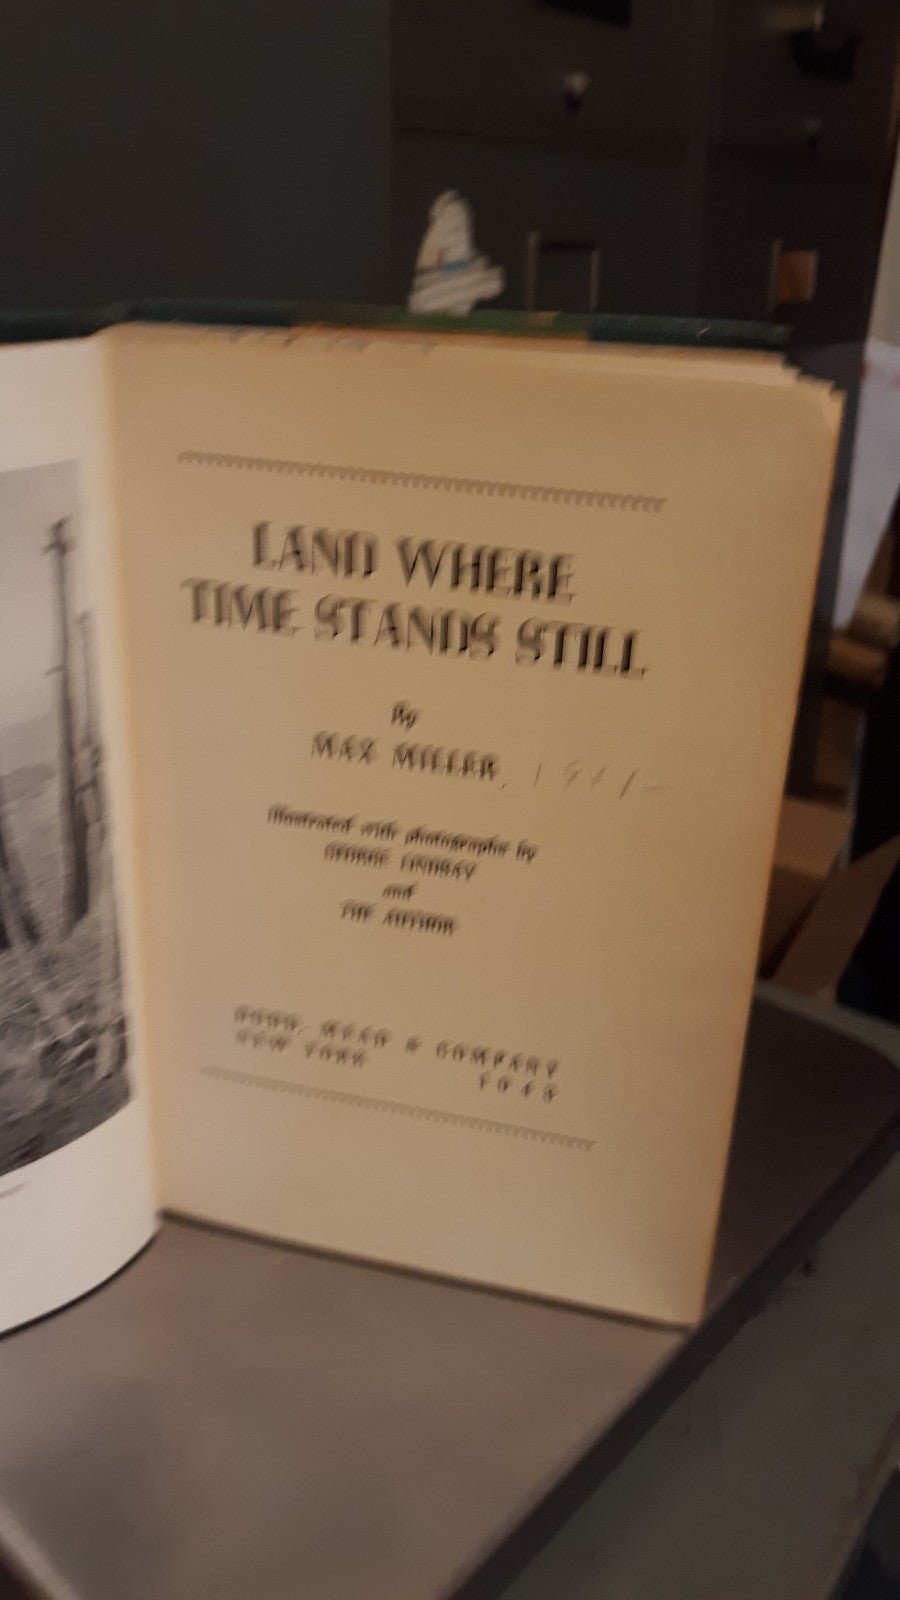 LAND WHERE
TIME STANDS STILL
By
MAX MILLER, 1901-
illustrated with photographs by
GEORGE LINDSAY
and
THE AUTHOR
DODD, MEAD & COMPANY
NEW YORK 1943